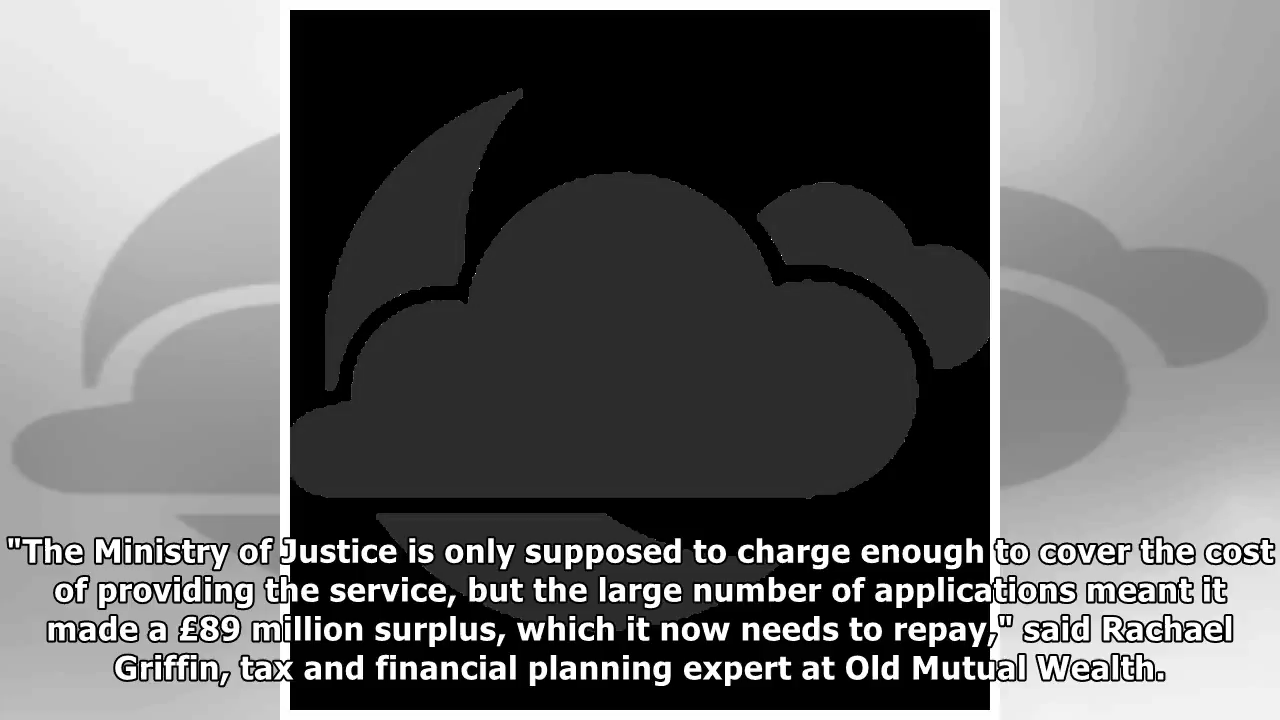 "The Ministry of Justice is only supposed to charge enough to cover the cost
of providing the service, but the large number of applications meant it
made a £89 million surplus, which it now needs to repay," said Rachael
Griffin, tax and financial planning expert at Old Mutual Wealth.